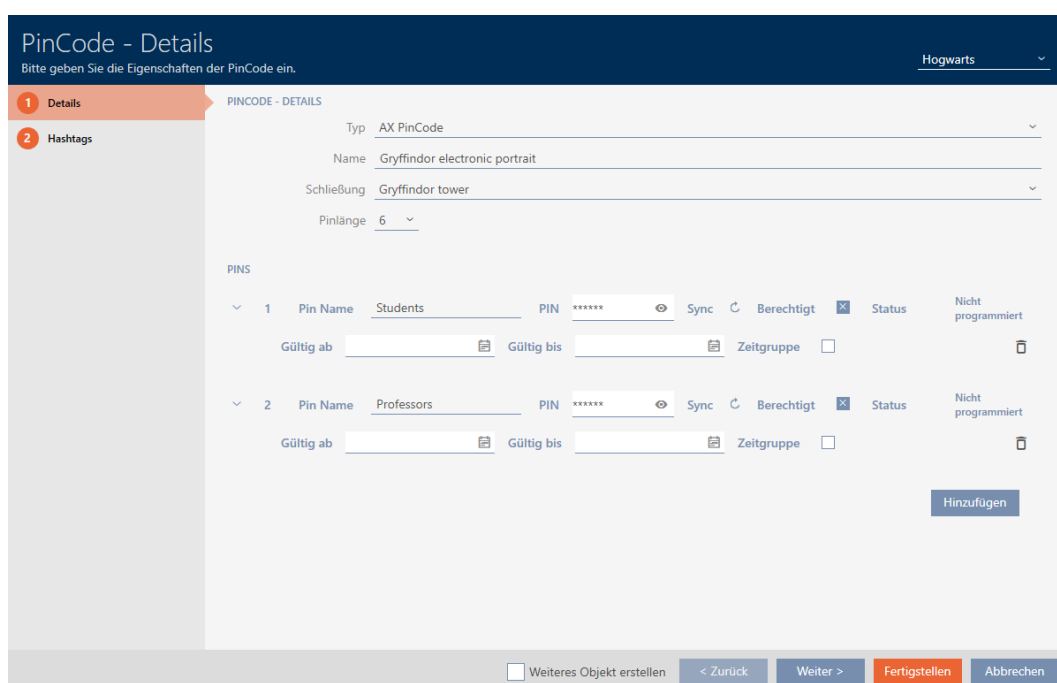 PinCode - Details
Bitte geben Sie die Eigenschaften der PinCode ein.
Hogwarts
1 Details
2 Hashtags
PINCODE - DETAILS
Typ AX PinCode
Name Gryffindor electronic portrait
Schließung Gryffindor tower
Pinlänge 6
PINS
1 Pin Name Students PIN ****** Sync Berechtigt Status Nicht programmiert
Gültig ab Gültig bis Zeitgruppe
2 Pin Name Professors PIN ****** Sync Berechtigt Status Nicht programmiert
Gültig ab Gültig bis Zeitgruppe
Hinzufügen
Weiteres Objekt erstellen < Zurück Weiter > Fertigstellen Abbrechen